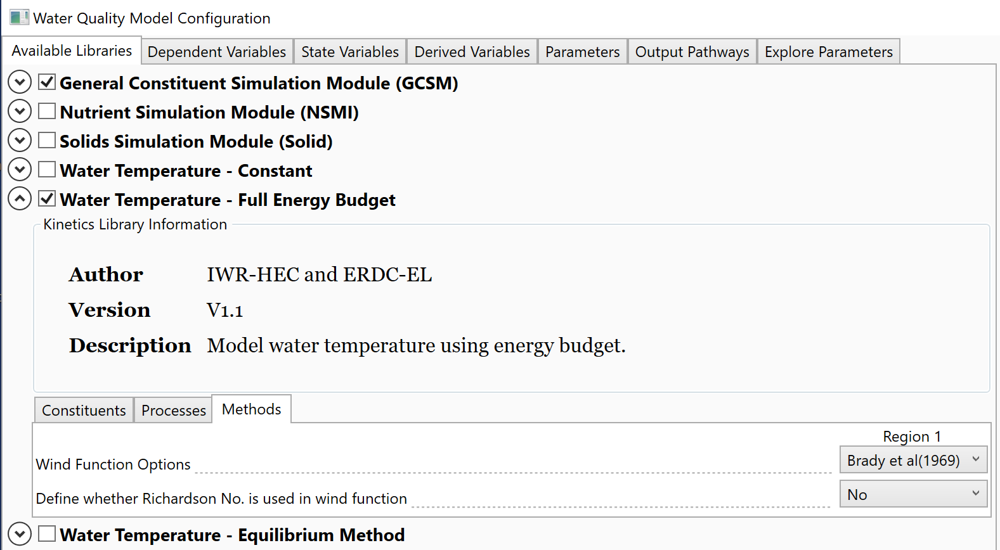 Water Quality Model Configuration
Available Libraries Dependent Variables State Variables Derived Variables Parameters Output Pathways Explore Parameters
General Constituent Simulation Module (GCSM)
Nutrient Simulation Module (NSMI)
Solids Simulation Module (Solid)
Water Temperature - Constant
Water Temperature - Full Energy Budget
Kinetics Library Information
Author IWR-HEC and ERDC-EL
Version V1.1
Description Model water temperature using energy budget.
Constituents Processes Methods
Region 1
Wind Function Options Brady et al(1969)
Define whether Richardson No. is used in wind function No
Water Temperature - Equilibrium Method